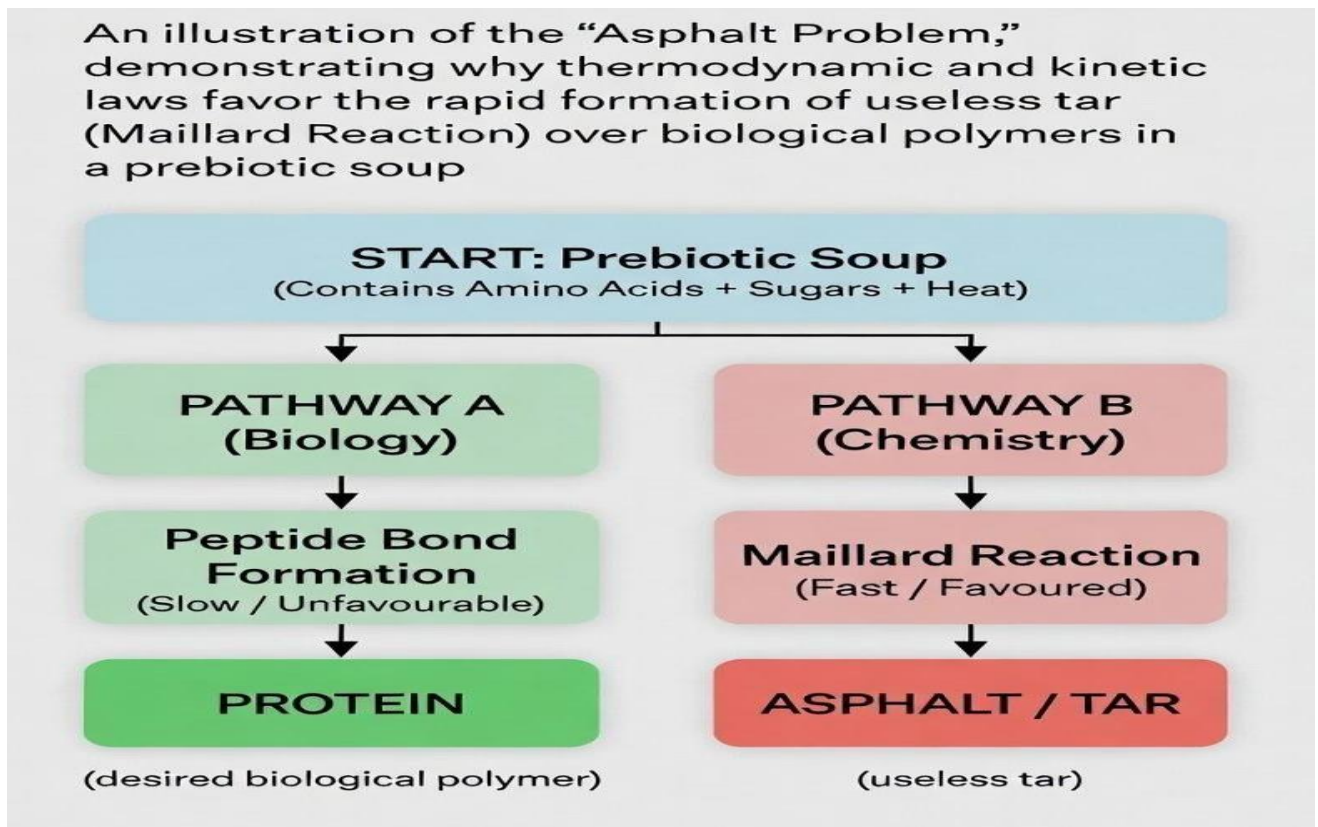 An illustration of the “Asphalt Problem,”
demonstrating why thermodynamic and kinetic
laws favor the rapid formation of useless tar
(Maillard Reaction) over biological polymers in
a prebiotic soup
START: Prebiotic Soup
(Contains Amino Acids + Sugars + Heat)
PATHWAY A
(Biology)
PATHWAY B
(Chemistry)
Peptide Bond
Formation
(Slow / Unfavourable)
Maillard Reaction
(Fast / Favoured)
PROTEIN
ASPHALT / TAR
(desired biological polymer)
(useless tar)